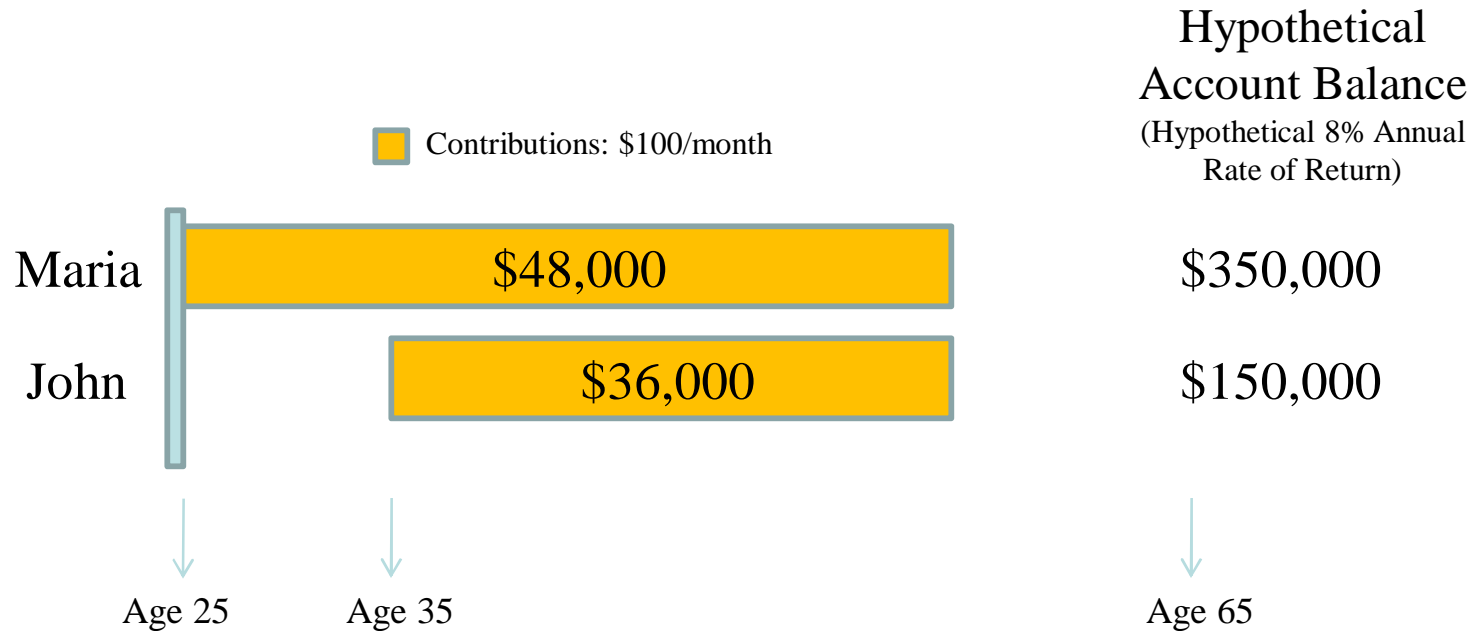 Hypothetical
Account Balance
(Hypothetical 8% Annual
Rate of Return)
Contributions: $100/month
Maria
$48,000
$350,000
John
$36,000
$150,000
Age 25
Age 35
Age 65